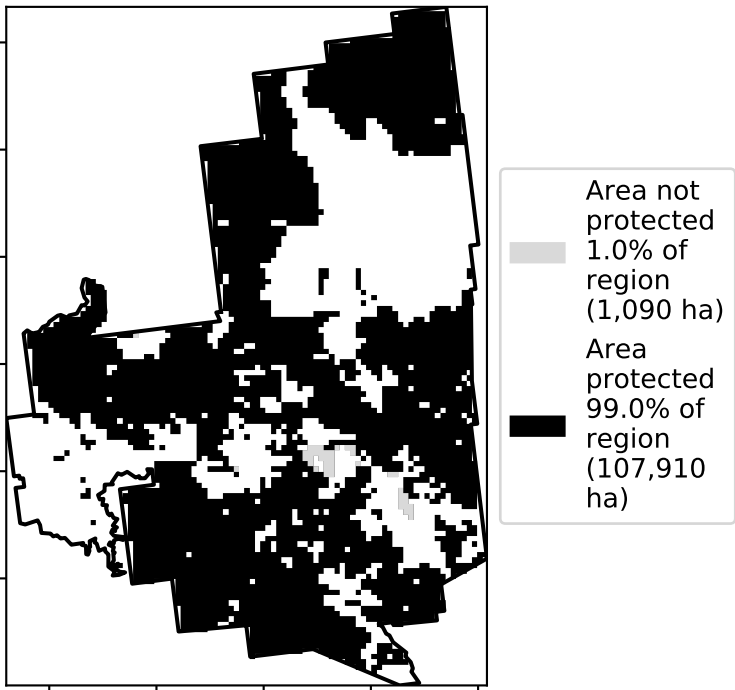 Area not
protected
1.0% of
region
(1,090 ha)
Area
protected
99.0% of
region
(107,910
ha)